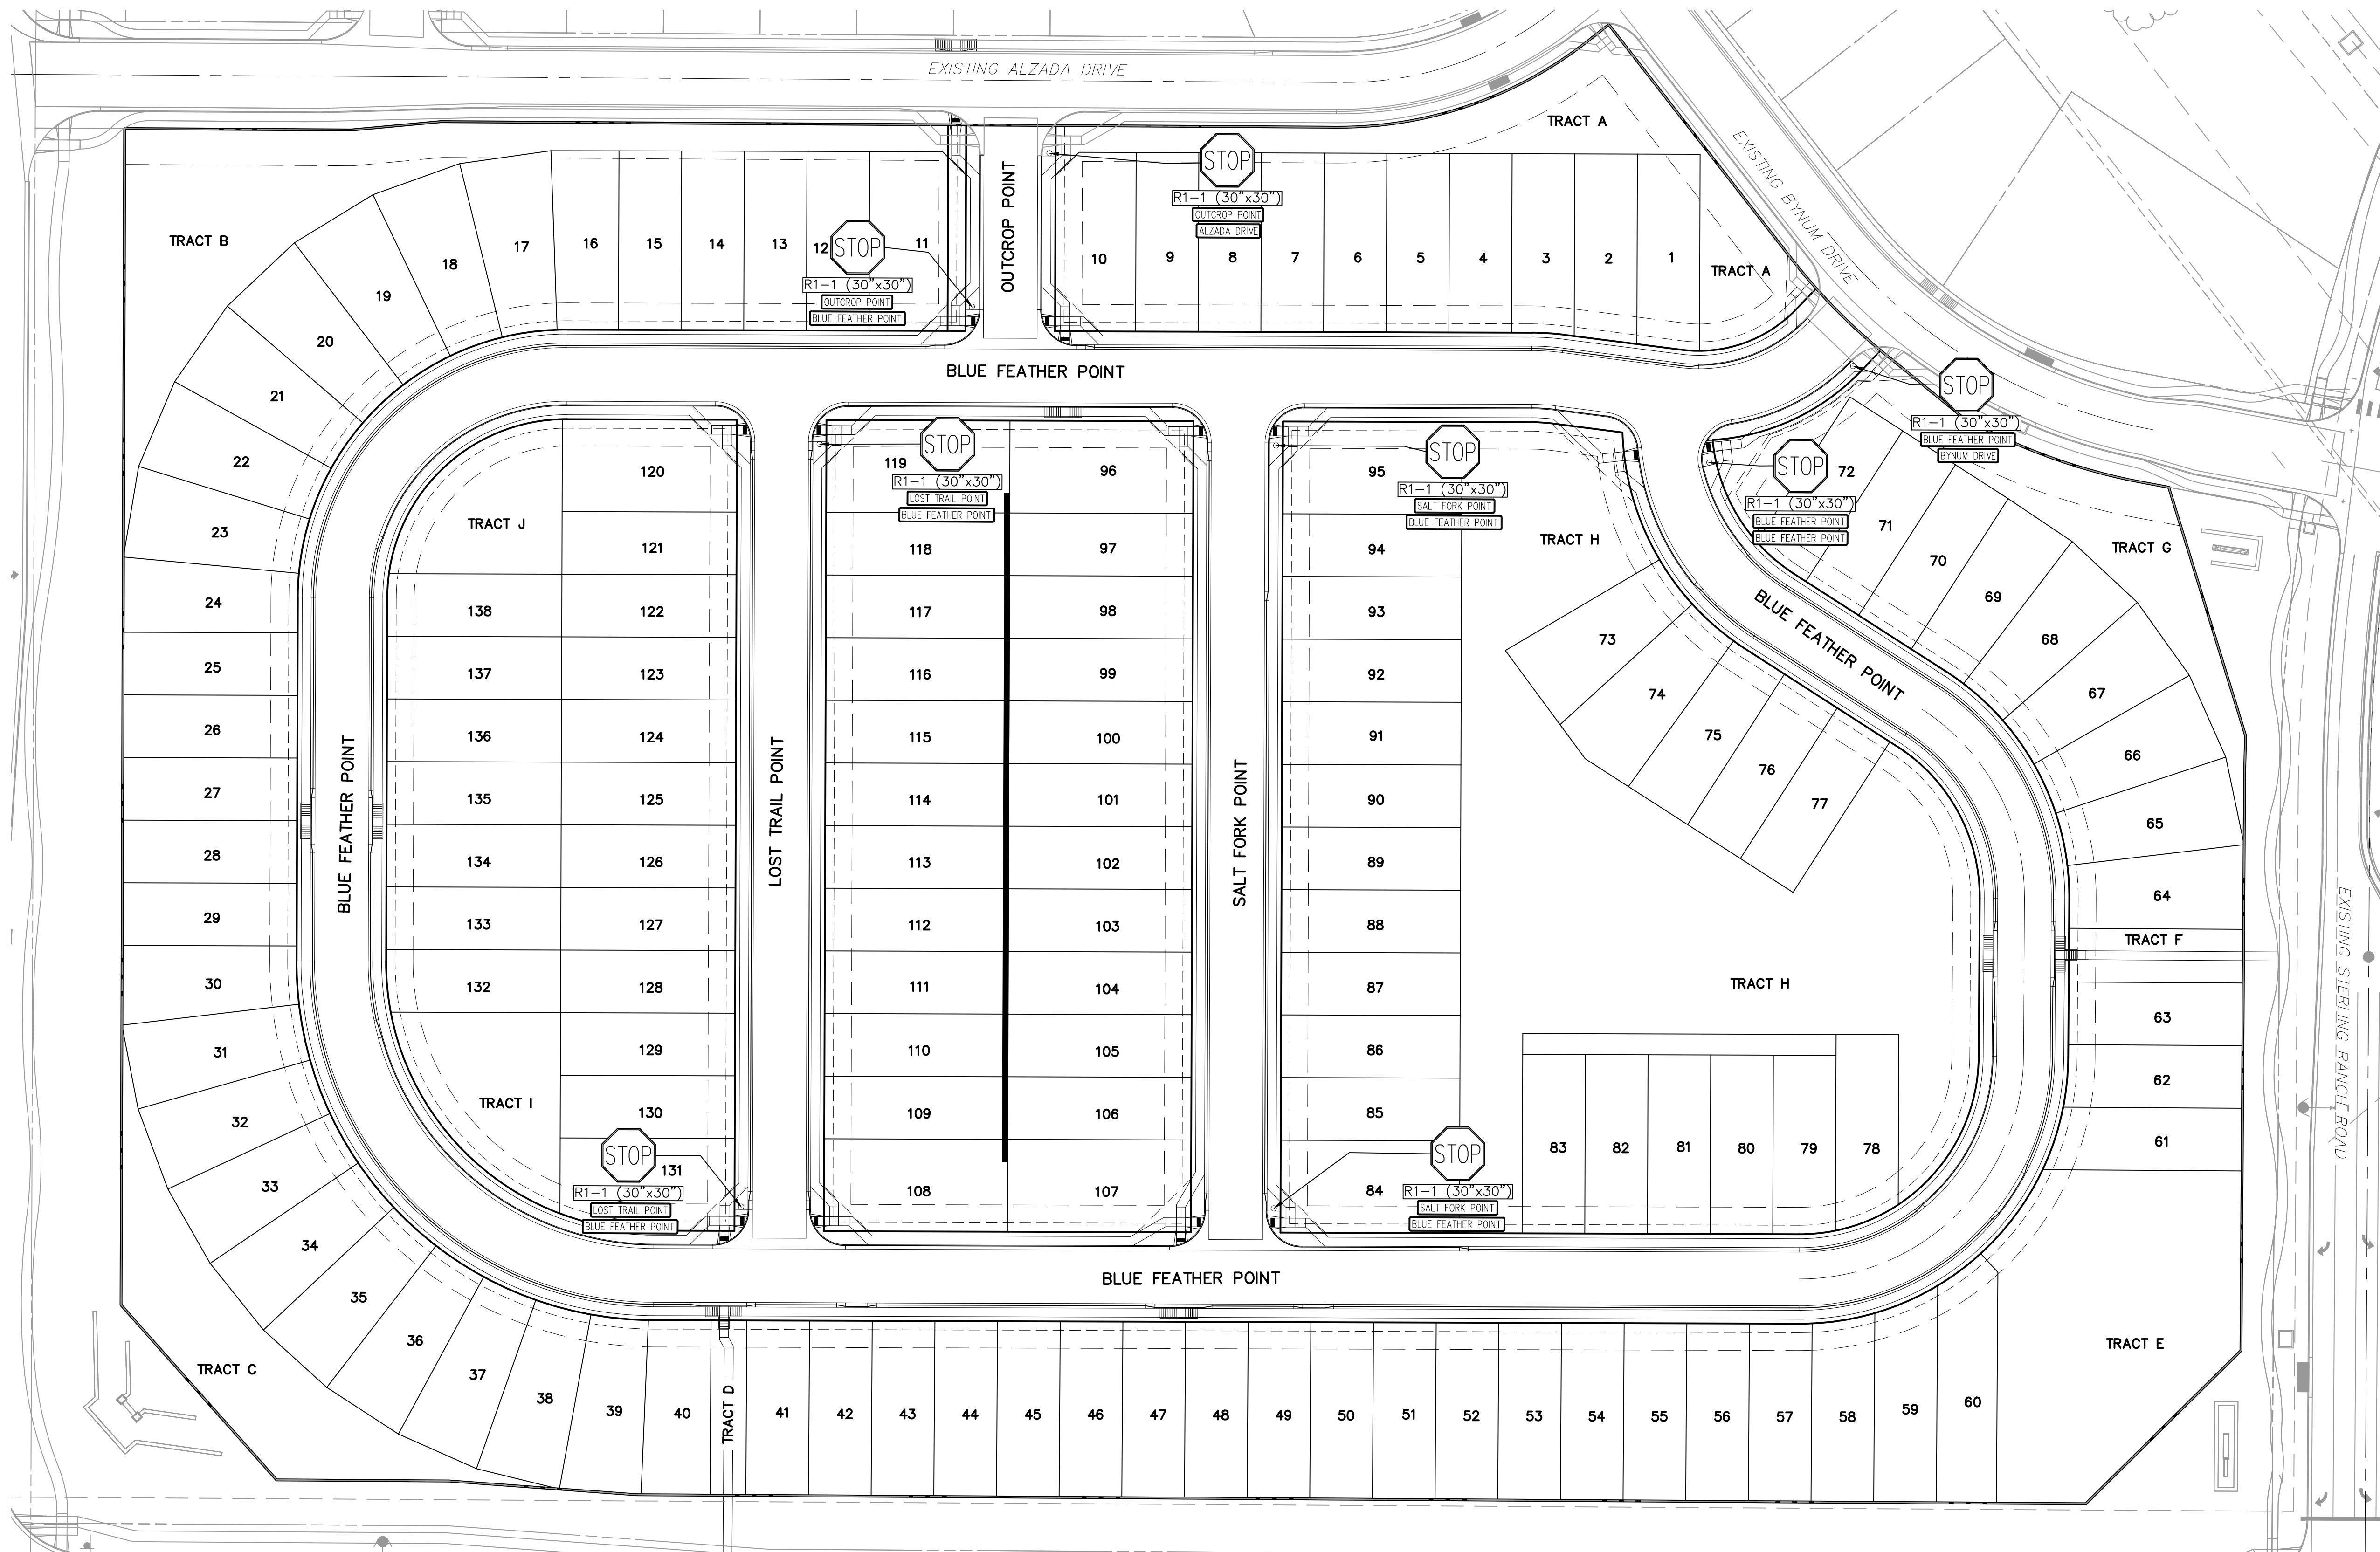 EXISTING ALZADA DRIVE
TRACT A
EXISTING BYNUM DRIVE
TRACT B
17
16
15
14
13
12
11
STOP
R1-1 (30"x30")
OUTCROP POINT
BLUE FEATHER POINT
OUTCROP POINT
STOP
R1-1 (30"x30")
OUTCROP POINT
ALZADA DRIVE
10
9
8
7
6
5
4
3
2
1
TRACT A
18
19
20
21
22
23
24
25
26
27
28
29
30
31
32
33
34
35
36
37
38
39
40
BLUE FEATHER POINT
STOP
R1-1 (30"x30")
BLUE FEATHER POINT
BYNUM DRIVE
STOP
R1-1 (30"x30")
BLUE FEATHER POINT
BLUE FEATHER POINT
72
71
70
69
68
67
66
65
64
TRACT G
TRACT F
63
62
61
EXISTING STERLING RANCH ROAD
BLUE FEATHER POINT
BLUE FEATHER POINT
TRACT J
138
137
136
135
134
133
132
TRACT I
120
121
122
123
124
125
126
127
128
129
130
131
STOP
R1-1 (30"x30")
LOST TRAIL POINT
BLUE FEATHER POINT
LOST TRAIL POINT
119
STOP
R1-1 (30"x30")
LOST TRAIL POINT
BLUE FEATHER POINT
118
117
116
115
114
113
112
111
110
109
108
96
97
98
99
100
101
102
103
104
105
106
107
SALT FORK POINT
95
STOP
R1-1 (30"x30")
SALT FORK POINT
BLUE FEATHER POINT
94
93
92
91
90
89
88
87
86
85
84
STOP
R1-1 (30"x30")
SALT FORK POINT
BLUE FEATHER POINT
TRACT H
73
74
75
76
77
TRACT H
83
82
81
80
79
78
BLUE FEATHER POINT
TRACT C
TRACT D
41
42
43
44
45
46
47
48
49
50
51
52
53
54
55
56
57
58
59
60
TRACT E